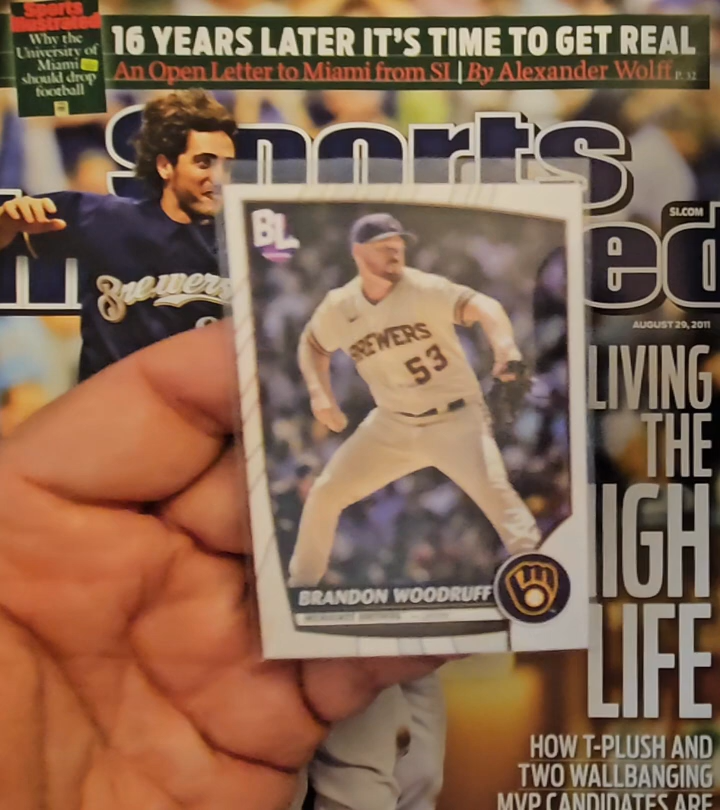 Sports
Illustrated
Why the
University of
Miami
should drop
football
16 YEARS LATER IT'S TIME TO GET REAL
An Open Letter to Miami from SI | By Alexander Wolff P. 32
Sports
ed
SI.COM
AUGUST 29, 2011
Brewers
BL
BREWERS
53
BRANDON WOODRUFF
LIVING
THE
HIGH
LIFE
HOW T-PLUSH AND
TWO WALLBANGING
MVP CANDIDATES ARE